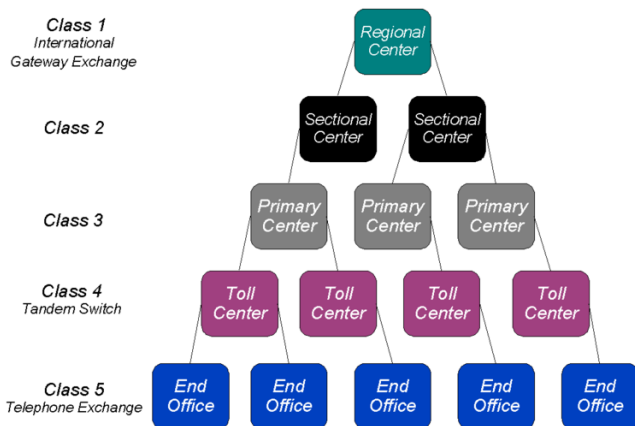 Class 1
International
Gateway Exchange
Regional
Center
Class 2
Sectional
Center
Sectional
Center
Class 3
Primary
Center
Primary
Center
Primary
Center
Class 4
Tandem Switch
Toll
Center
Toll
Center
Toll
Center
Toll
Center
Class 5
Telephone Exchange
End
Office
End
Office
End
Office
End
Office
End
Office